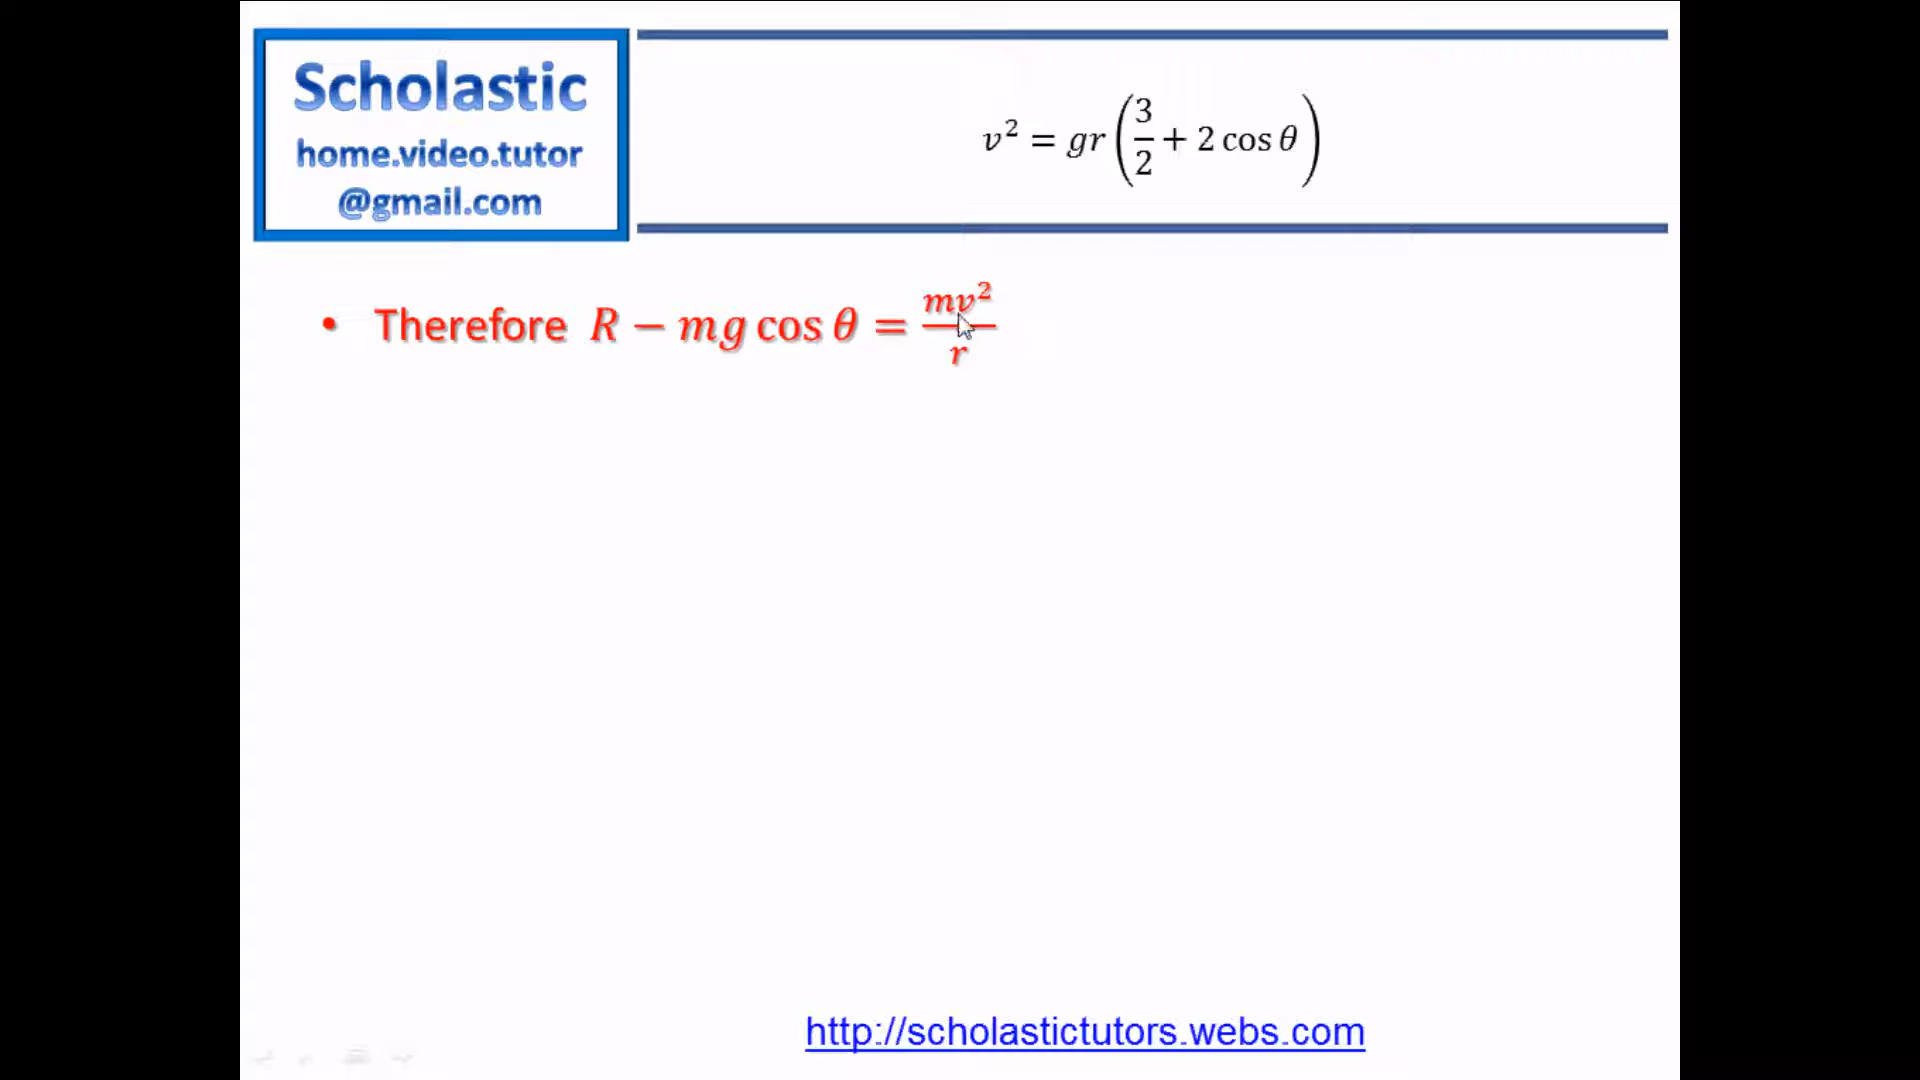 Scholastic
home.video.tutor
@gmail.com
v² = gr(3/2 + 2 cos θ)
• Therefore R − mg cos θ = mv²/r
http://scholastictutors.webs.com